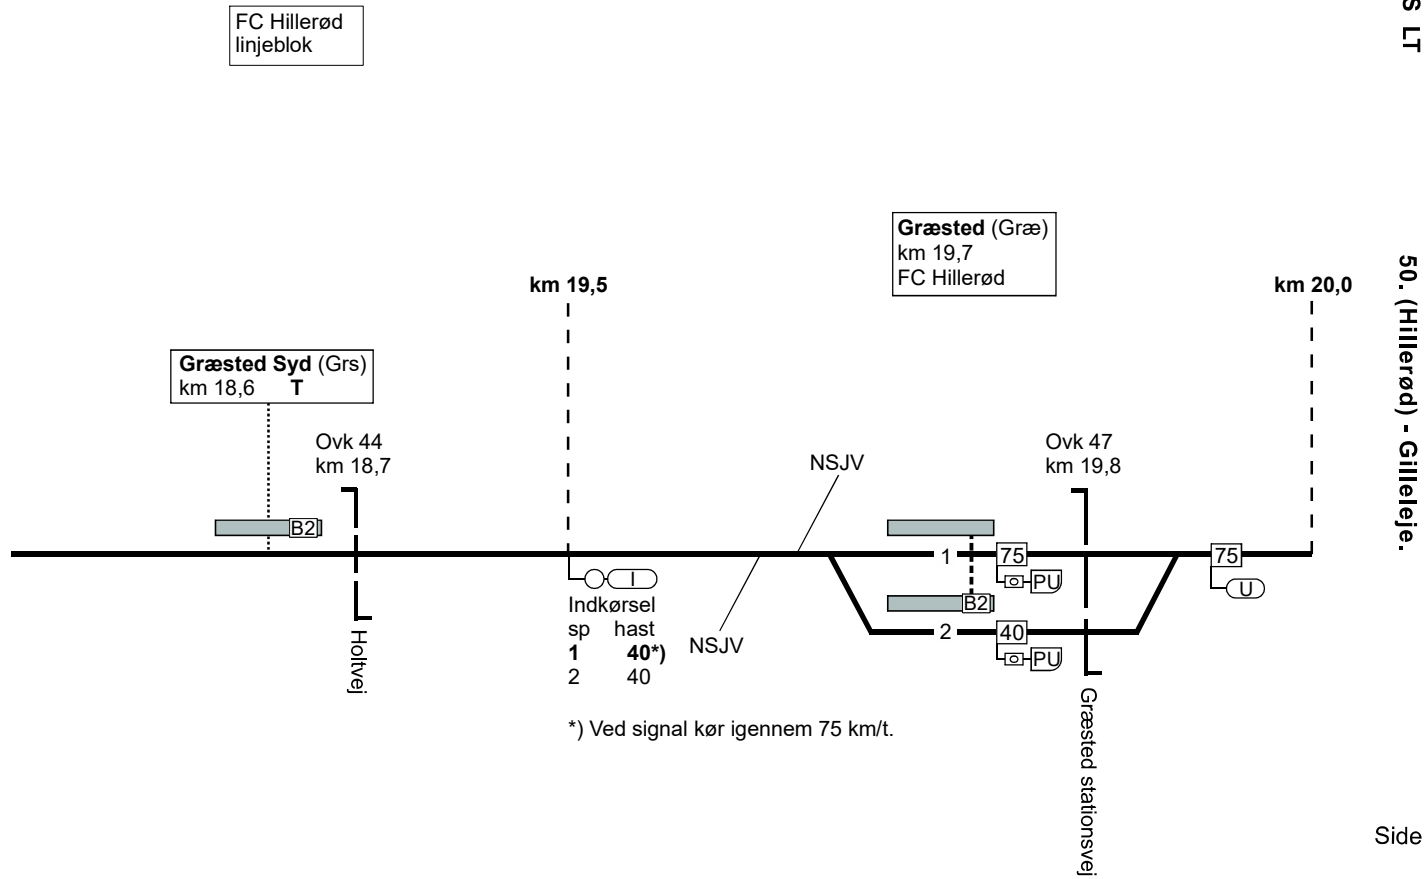 FC Hillerød
linjeblok
S LT
Græsted (Græ)
km 19,7
FC Hillerød
km 19,5
km 20,0
50. (Hillerød) - Gilleleje.
Græsted Syd (Grs)
km 18,6 T
Ovk 44
km 18,7
Ovk 47
km 19,8
NSJV
B2
1
75
75
I
PU
U
B2
Indkørsel
sp hast
1 40*)
2 40
NSJV
2
40
PU
Holtvej
*) Ved signal kør igennem 75 km/t.
Græsted stationsvej
Side